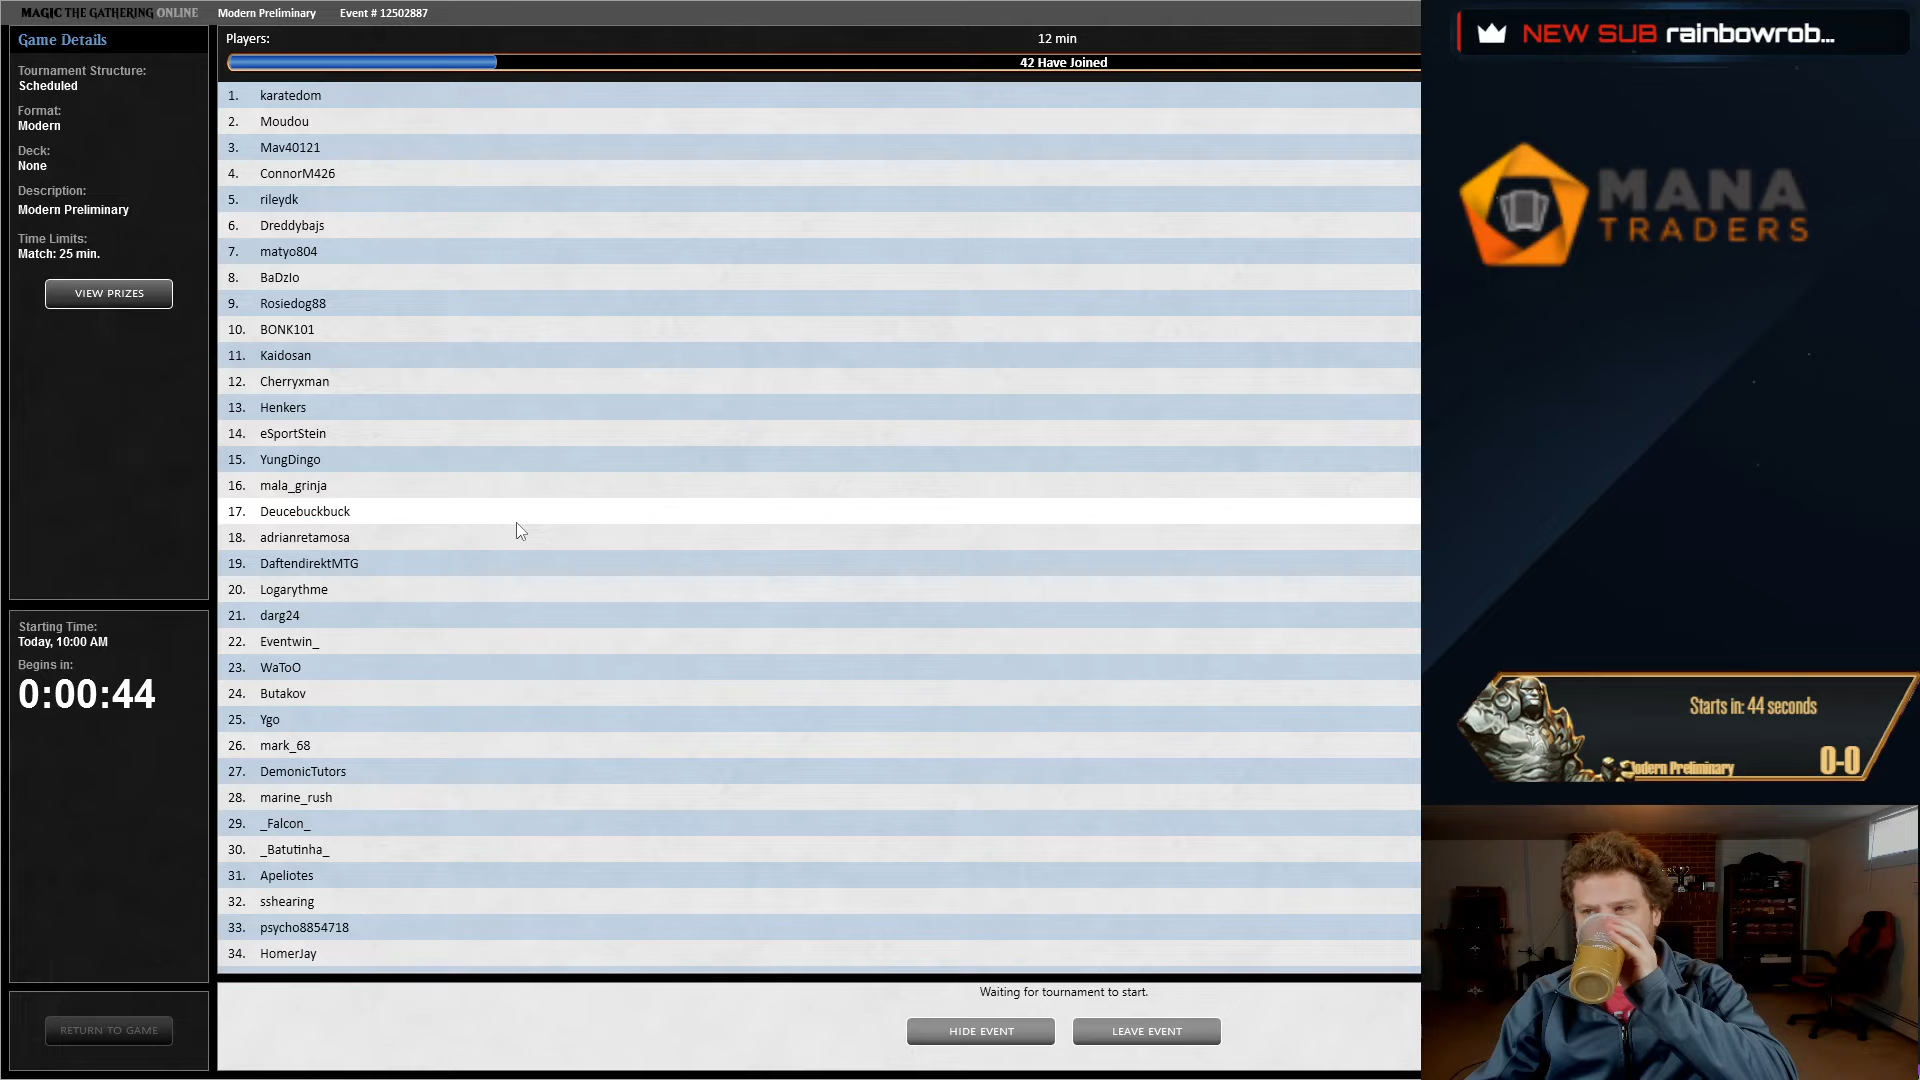 MAGIC THE GATHERING ONLINE Modern Preliminary Event # 12502887
Game Details
Tournament Structure:
Scheduled
Format:
Modern
Deck:
None
Description:
Modern Preliminary
Time Limits:
Match: 25 min.
VIEW PRIZES
Starting Time:
Today, 10:00 AM
Begins in:
0:00:44
RETURN TO GAME
Players: 12 min
42 Have Joined
1. karatedom
2. Moudou
3. Mav40121
4. ConnorM426
5. rileydk
6. Dreddybajs
7. matyo804
8. BaDzIo
9. Rosiedog88
10. BONK101
11. Kaidosan
12. Cherryxman
13. Henkers
14. eSportStein
15. YungDingo
16. mala_grinja
17. Deucebuckbuck
18. adrianretamosa
19. DaftendirektMTG
20. Logarythme
21. darg24
22. Eventwin_
23. WaToO
24. Butakov
25. Ygo
26. mark_68
27. DemonicTutors
28. marine_rush
29. _Falcon_
30. _Batutinha_
31. Apeliotes
32. sshearing
33. psycho8854718
34. HomerJay
Waiting for tournament to start.
HIDE EVENT LEAVE EVENT
NEW SUB rainbowrob...
MANA
TRADERS
Starts in: 44 seconds
Modern Preliminary 0-0